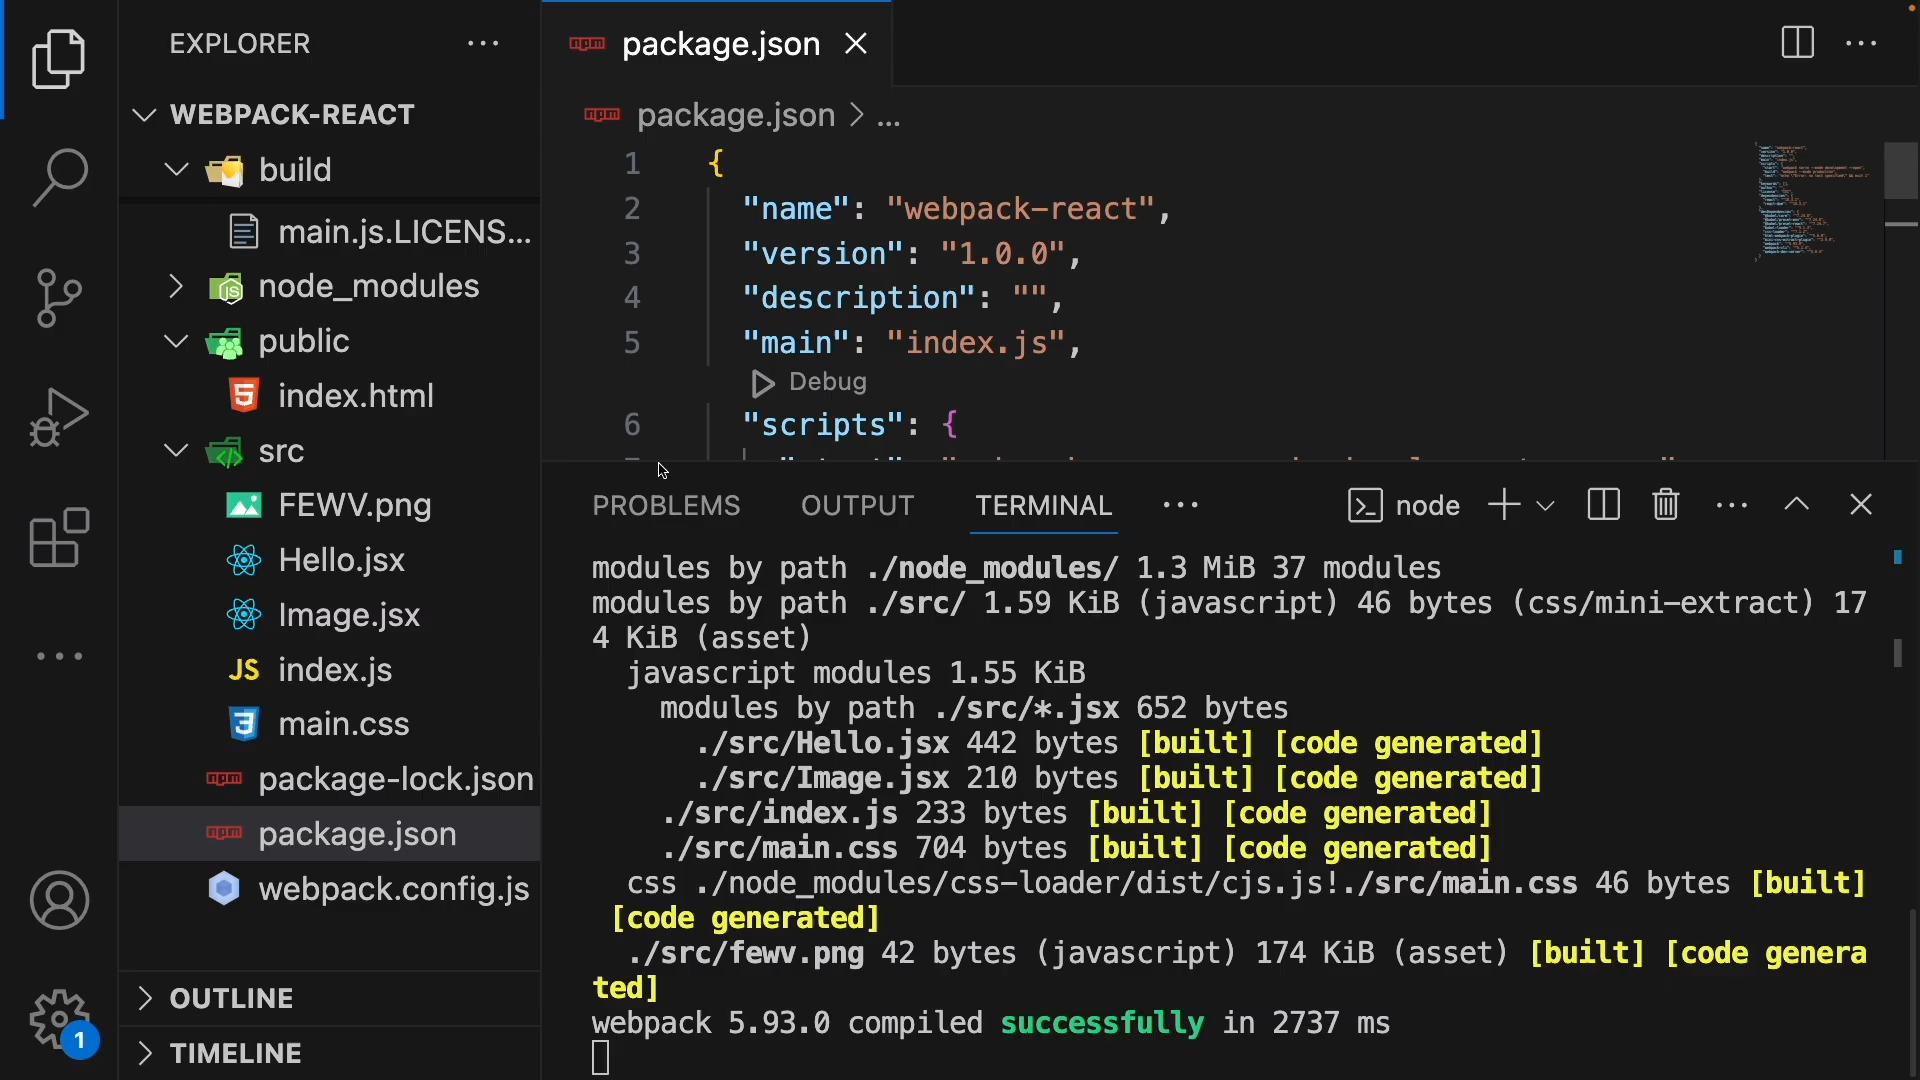 EXPLORER
WEBPACK-REACT
build
main.js.LICENS...
node_modules
public
index.html
src
FEWV.png
Hello.jsx
Image.jsx
JS index.js
main.css
package-lock.json
package.json
webpack.config.js
OUTLINE
TIMELINE
1
package.json
package.json > ...
1 {
2 "name": "webpack-react",
3 "version": "1.0.0",
4 "description": "",
5 "main": "index.js",
Debug
6 "scripts": {
PROBLEMS OUTPUT TERMINAL node
modules by path ./node_modules/ 1.3 MiB 37 modules
modules by path ./src/ 1.59 KiB (javascript) 46 bytes (css/mini-extract) 17
4 KiB (asset)
javascript modules 1.55 KiB
modules by path ./src/*.jsx 652 bytes
./src/Hello.jsx 442 bytes [built] [code generated]
./src/Image.jsx 210 bytes [built] [code generated]
./src/index.js 233 bytes [built] [code generated]
./src/main.css 704 bytes [built] [code generated]
css ./node_modules/css-loader/dist/cjs.js!./src/main.css 46 bytes [built]
[code generated]
./src/fewv.png 42 bytes (javascript) 174 KiB (asset) [built] [code genera
ted]
webpack 5.93.0 compiled successfully in 2737 ms